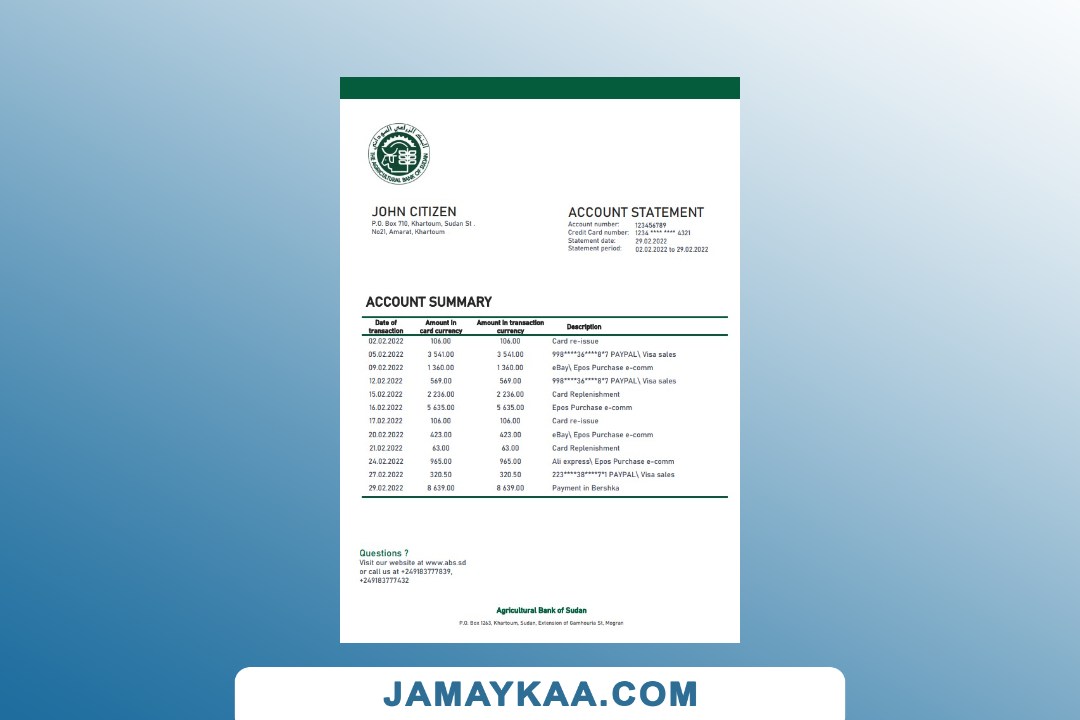 البنك الزراعي السوداني
THE AGRICULTURAL BANK OF SUDAN
JOHN CITIZEN
P.O. Box 710, Khartoum, Sudan St .
No21, Amarat, Khartoum
ACCOUNT STATEMENT
Account number: 123456789
Credit Card number: 1234 **** **** 4321
Statement date: 29.02.2022
Statement period: 02.02.2022 to 29.02.2022
ACCOUNT SUMMARY
Date of transaction Amount in card currency Amount in transaction currency Description
02.02.2022 106.00 106.00 Card re-issue
05.02.2022 3 541.00 3 541.00 998****36****8*7 PAYPAL\ Visa sales
09.02.2022 1 360.00 1 360.00 eBay\ Epos Purchase e-comm
12.02.2022 569.00 569.00 998****36****8*7 PAYPAL\ Visa sales
15.02.2022 2 236.00 2 236.00 Card Replenishment
16.02.2022 5 635.00 5 635.00 Epos Purchase e-comm
17.02.2022 106.00 106.00 Card re-issue
20.02.2022 423.00 423.00 eBay\ Epos Purchase e-comm
21.02.2022 63.00 63.00 Card Replenishment
24.02.2022 965.00 965.00 Ali express\ Epos Purchase e-comm
27.02.2022 320.50 320.50 223****38****7*1 PAYPAL\ Visa sales
29.02.2022 8 639.00 8 639.00 Payment in Bershka
Questions ?
Visit our website at www.abs.sd
or call us at +249183777839,
+249183777432
Agricultural Bank of Sudan
P.O. Box 1263, Khartoum, Sudan, Extension of Gamhouria St, Mogran
JAMAYKAA.COM